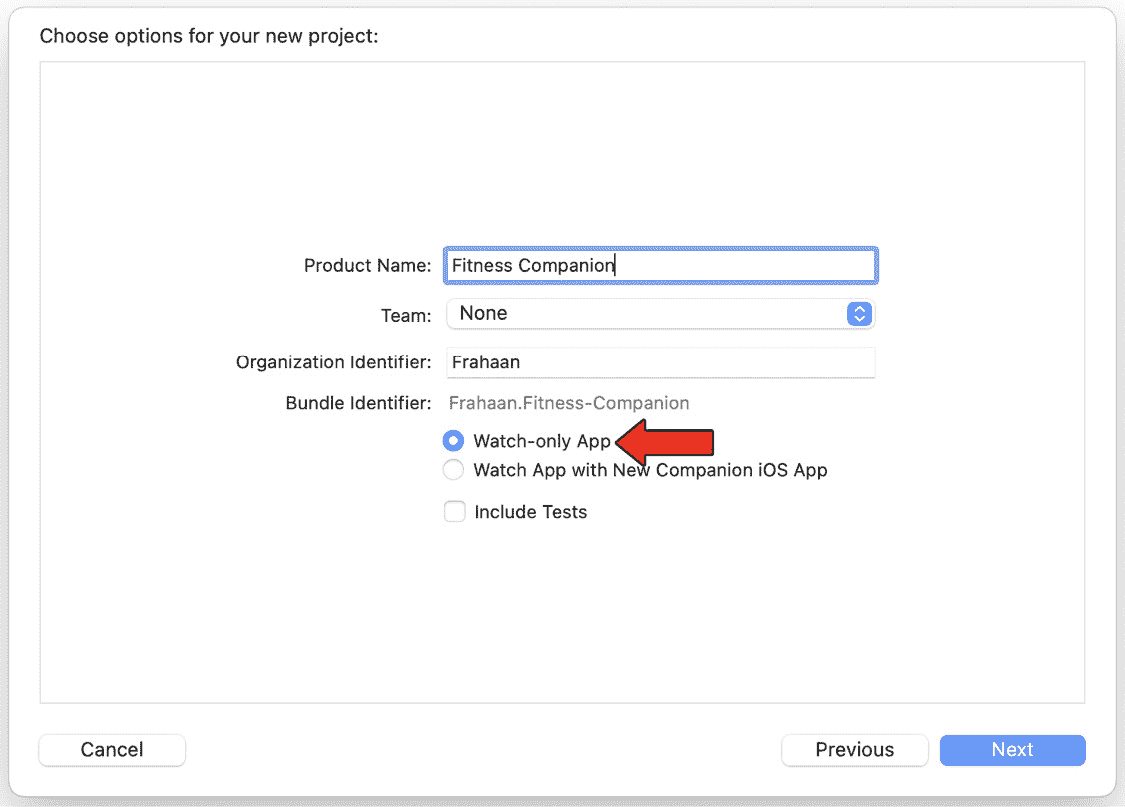 Choose options for your new project:
Product Name: Fitness Companion
Team: None
Organization Identifier: Frahaan
Bundle Identifier: Frahaan.Fitness-Companion
Watch-only App
Watch App with New Companion iOS App
Include Tests
Cancel Previous Next